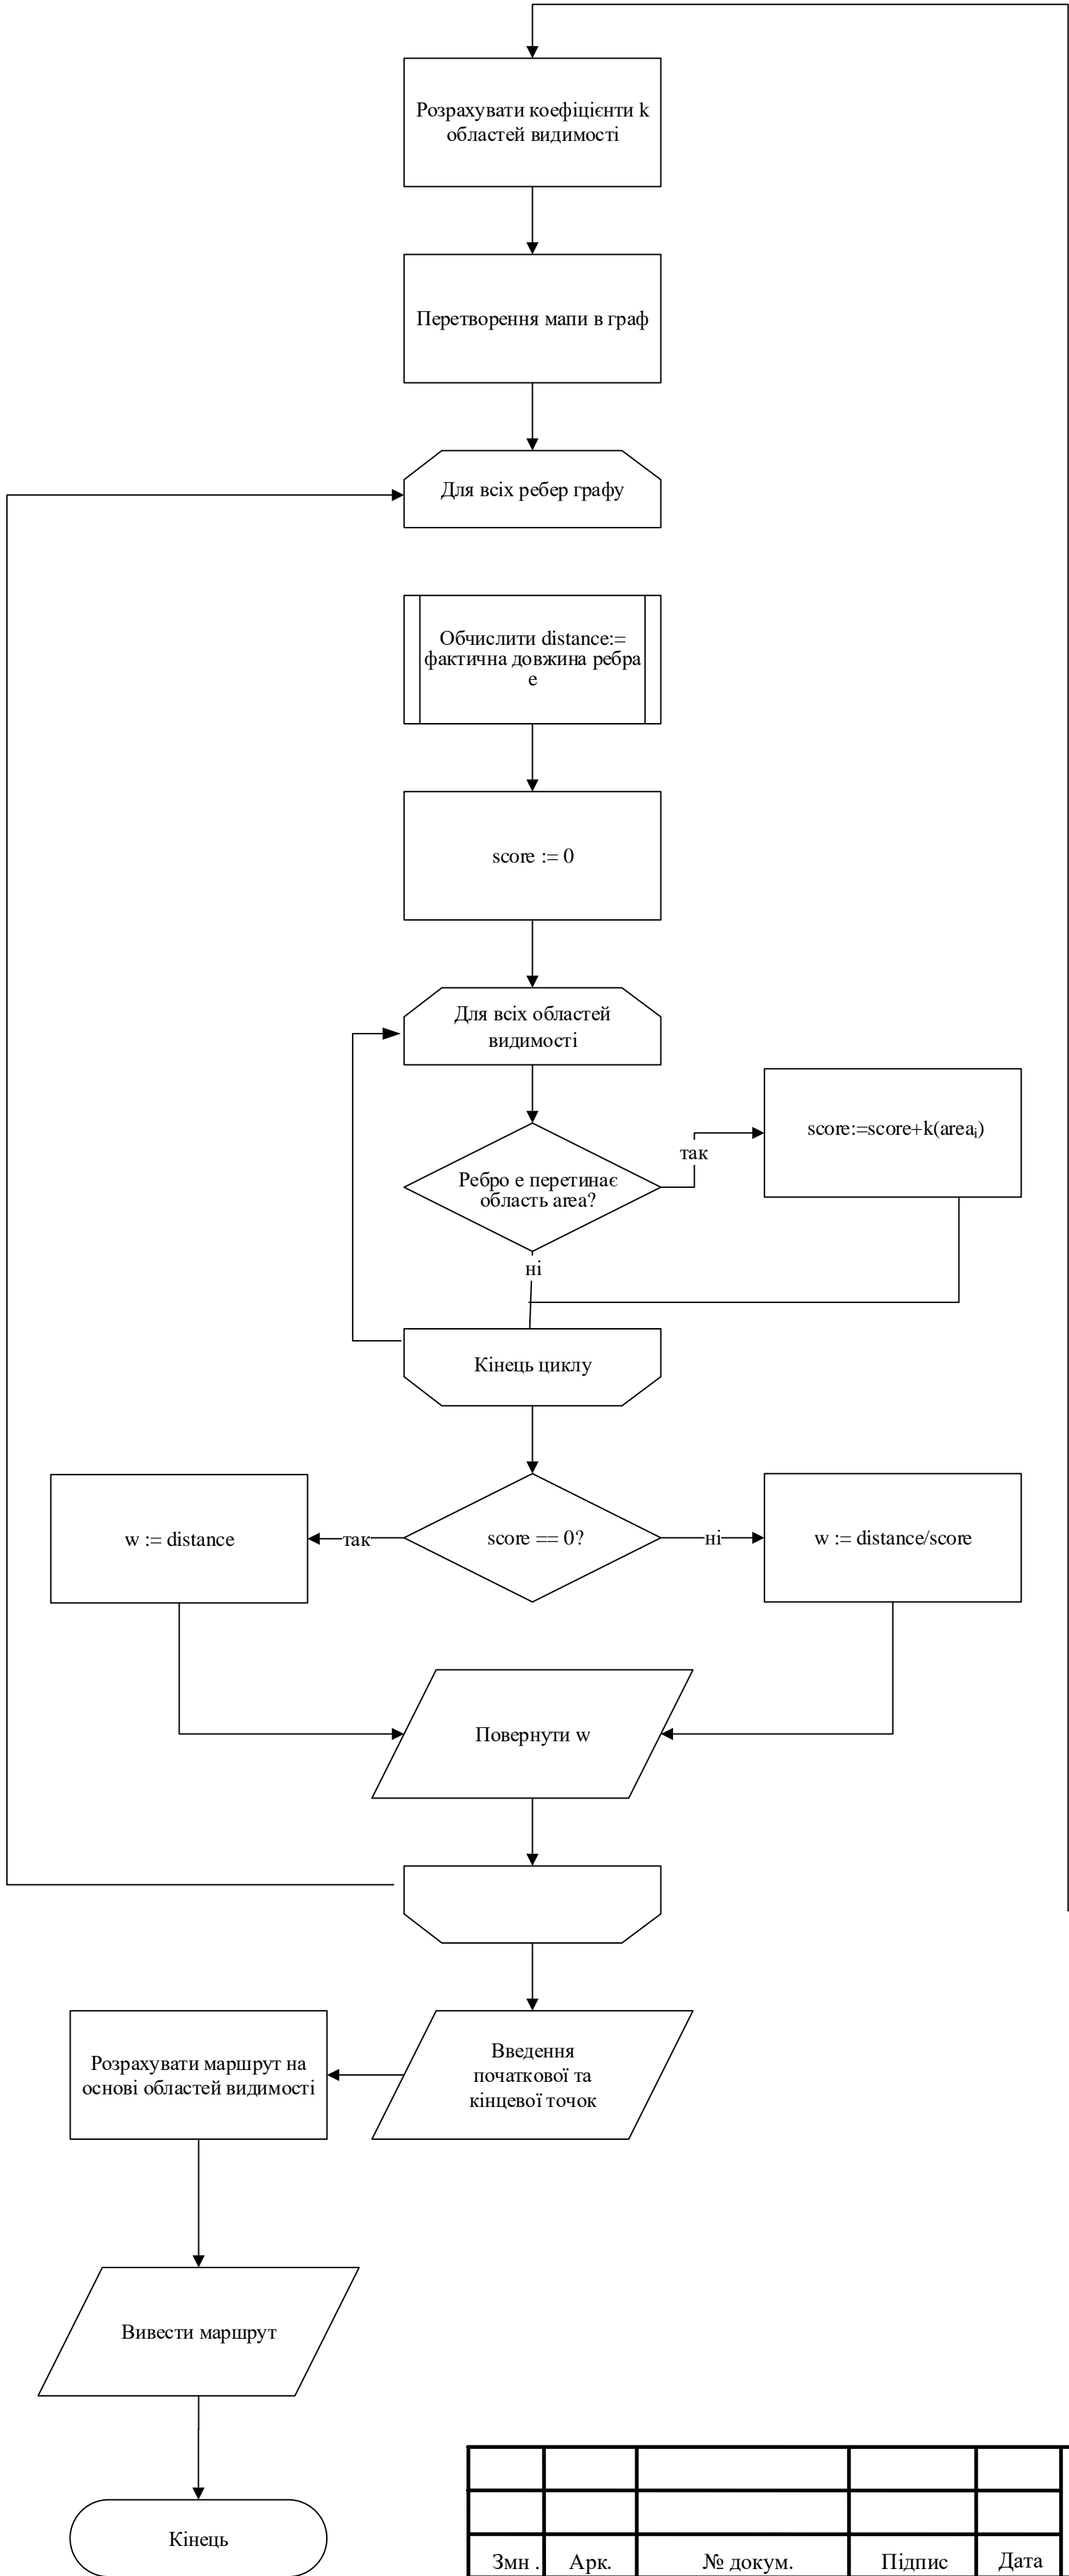 Розрахувати коефіцієнти k
областей видимості
Перетворення мапи в граф
Для всіх ребер графу
Обчислити distance:=
фактична довжина ребра
e
score := 0
Для всіх областей
видимості
Ребро e перетинає
область area?
так
score:=score+k(areaᵢ)
ні
Кінець циклу
w := distance
так
score == 0?
ні
w := distance/score
Повернути w
Введення
початкової та
кінцевої точок
Розрахувати маршрут на
основі областей видимості
Вивести маршрут
Кінець
Змн . Арк. № докум. Підпис Дата